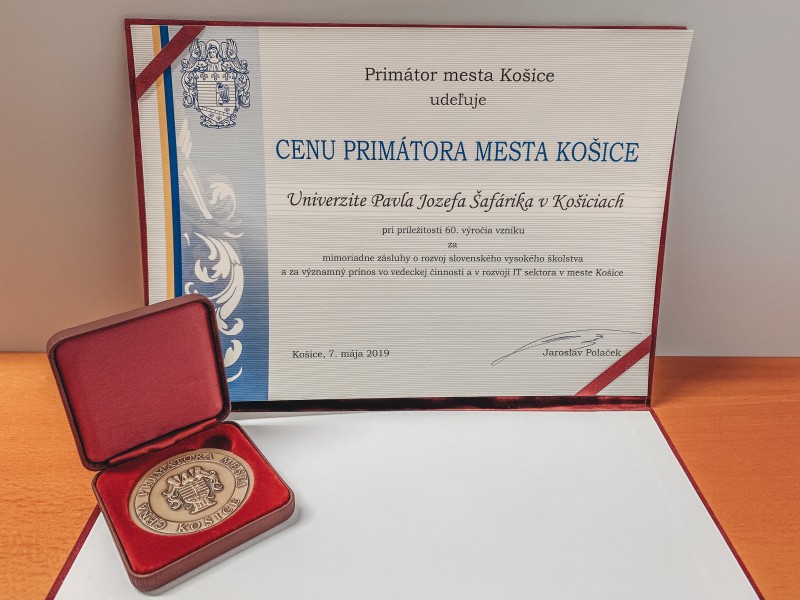 Primátor mesta Košice
udeľuje
CENU PRIMÁTORA MESTA KOŠICE
Univerzite Pavla Jozefa Šafárika v Košiciach
pri príležitosti 60. výročia vzniku
za
mimoriadne zásluhy o rozvoj slovenského vysokého školstva
a za významný prínos vo vedeckej činnosti a v rozvoji IT sektora v meste Košice
Košice, 7. mája 2019
Jaroslav Polaček
CENA PRIMÁTORA MESTA
KOŠICE